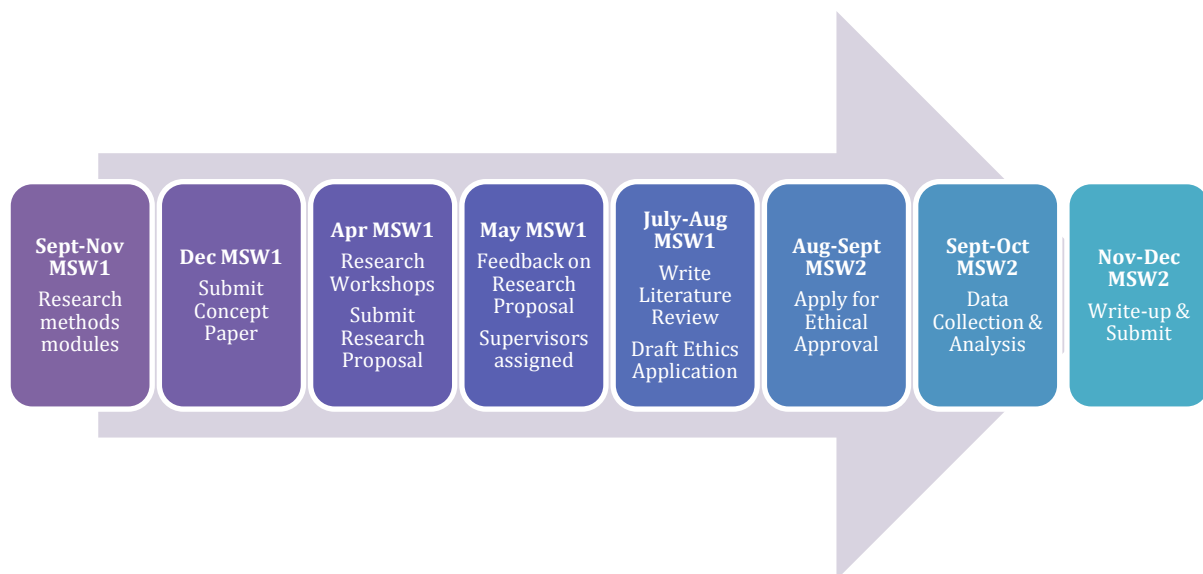 Sept-Nov
MSW1
Research
methods
modules
Dec MSW1
Submit
Concept
Paper
Apr MSW1
Research
Workshops
Submit
Research
Proposal
May MSW1
Feedback on
Research
Proposal
Supervisors
assigned
July-Aug
MSW1
Write
Literature
Review
Draft Ethics
Application
Aug-Sept
MSW2
Apply for
Ethical
Approval
Sept-Oct
MSW2
Data
Collection &
Analysis
Nov-Dec
MSW2
Write-up &
Submit